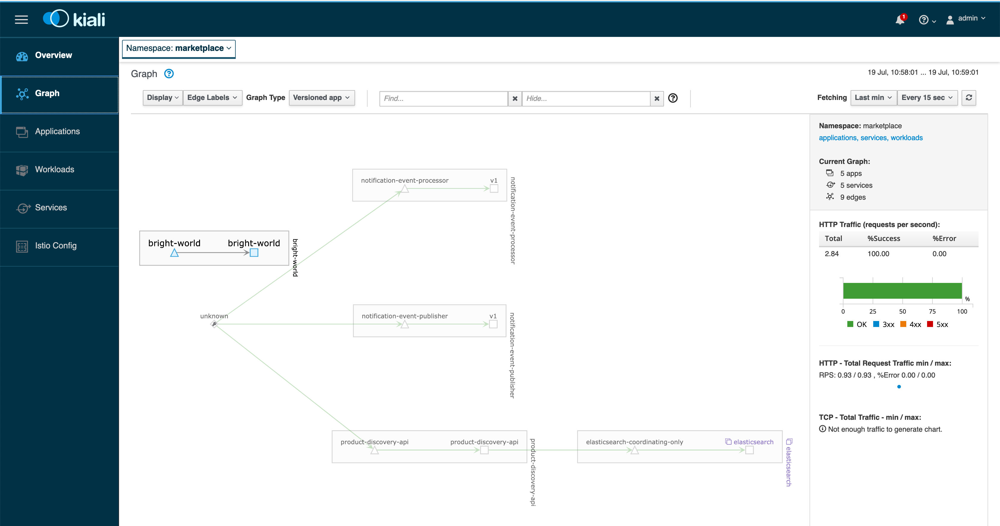 kiali
1
admin
Namespace: marketplace
Overview
Graph
Applications
Workloads
Services
Istio Config
Graph
19 Jul, 10:58:01 ... 19 Jul, 10:59:01
Display Edge Labels Graph Type Versioned app Find... Hide... Fetching Last min Every 15 sec
notification-event-processor v1
notification-event-processor
bright-world bright-world
bright-world
unknown
notification-event-publisher v1
notification-event-publisher
product-discovery-api product-discovery-api
product-discovery-api
elasticsearch-coordinating-only elasticsearch
elasticsearch
Namespace: marketplace
applications, services, workloads
Current Graph:
5 apps
5 services
9 edges
HTTP Traffic (requests per second):
Total %Success %Error
2.84 100.00 0.00
%
0 25 50 75 100
OK 3xx 4xx 5xx
HTTP - Total Request Traffic min / max:
RPS: 0.93 / 0.93 , %Error 0.00 / 0.00
TCP - Total Traffic - min / max:
Not enough traffic to generate chart.